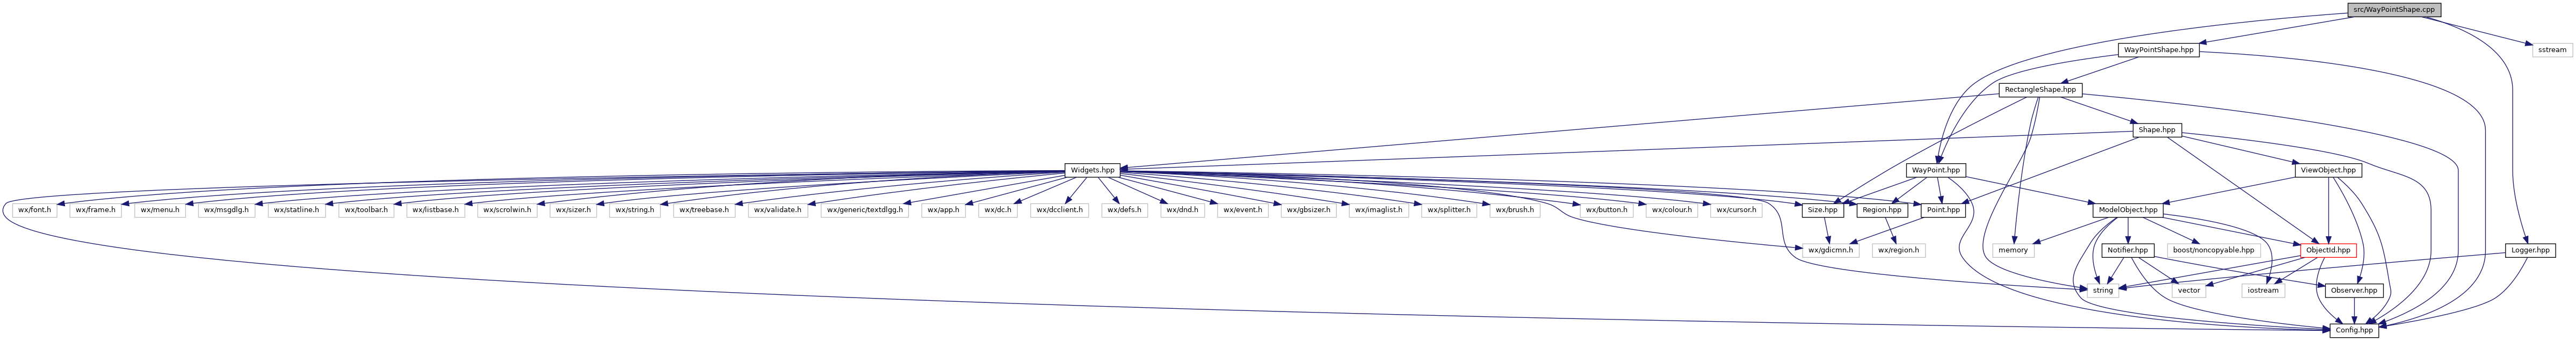 src/WayPointShape.cpp
WayPointShape.hpp
sstream
RectangleShape.hpp
Shape.hpp
Widgets.hpp
WayPoint.hpp
ViewObject.hpp
wx/font.h
wx/frame.h
wx/menu.h
wx/msgdlg.h
wx/statline.h
wx/toolbar.h
wx/listbase.h
wx/scrolwin.h
wx/sizer.h
wx/string.h
wx/treebase.h
wx/validate.h
wx/generic/textdlgg.h
wx/app.h
wx/dc.h
wx/dcclient.h
wx/defs.h
wx/dnd.h
wx/event.h
wx/gbsizer.h
wx/imaglist.h
wx/splitter.h
wx/brush.h
wx/button.h
wx/colour.h
wx/cursor.h
Size.hpp
Region.hpp
Point.hpp
ModelObject.hpp
wx/gdicmn.h
wx/region.h
memory
Notifier.hpp
boost/noncopyable.hpp
ObjectId.hpp
Logger.hpp
string
vector
iostream
Observer.hpp
Config.hpp